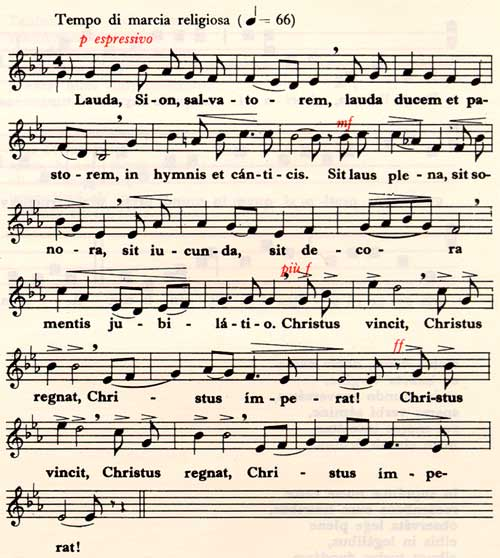 Tempo di marcia religiosa (♩= 66)
p espressivo
Lauda, Si-on, sal-va-to-rem, lauda ducem et pa-
mf
sto-rem, in hymnis et cánti-cis. Sit laus ple-na, sit so-
nó-ra, sit iu-cun-da, sit de-co-ra
più f
mentis ju-bi-lá-ti-o. Christus vincit, Christus
ff
regnat, Chri-stus ím-pe-rat! Chri-stus
vincit, Christus regnat, Chri-stus ím-pe-
rat!